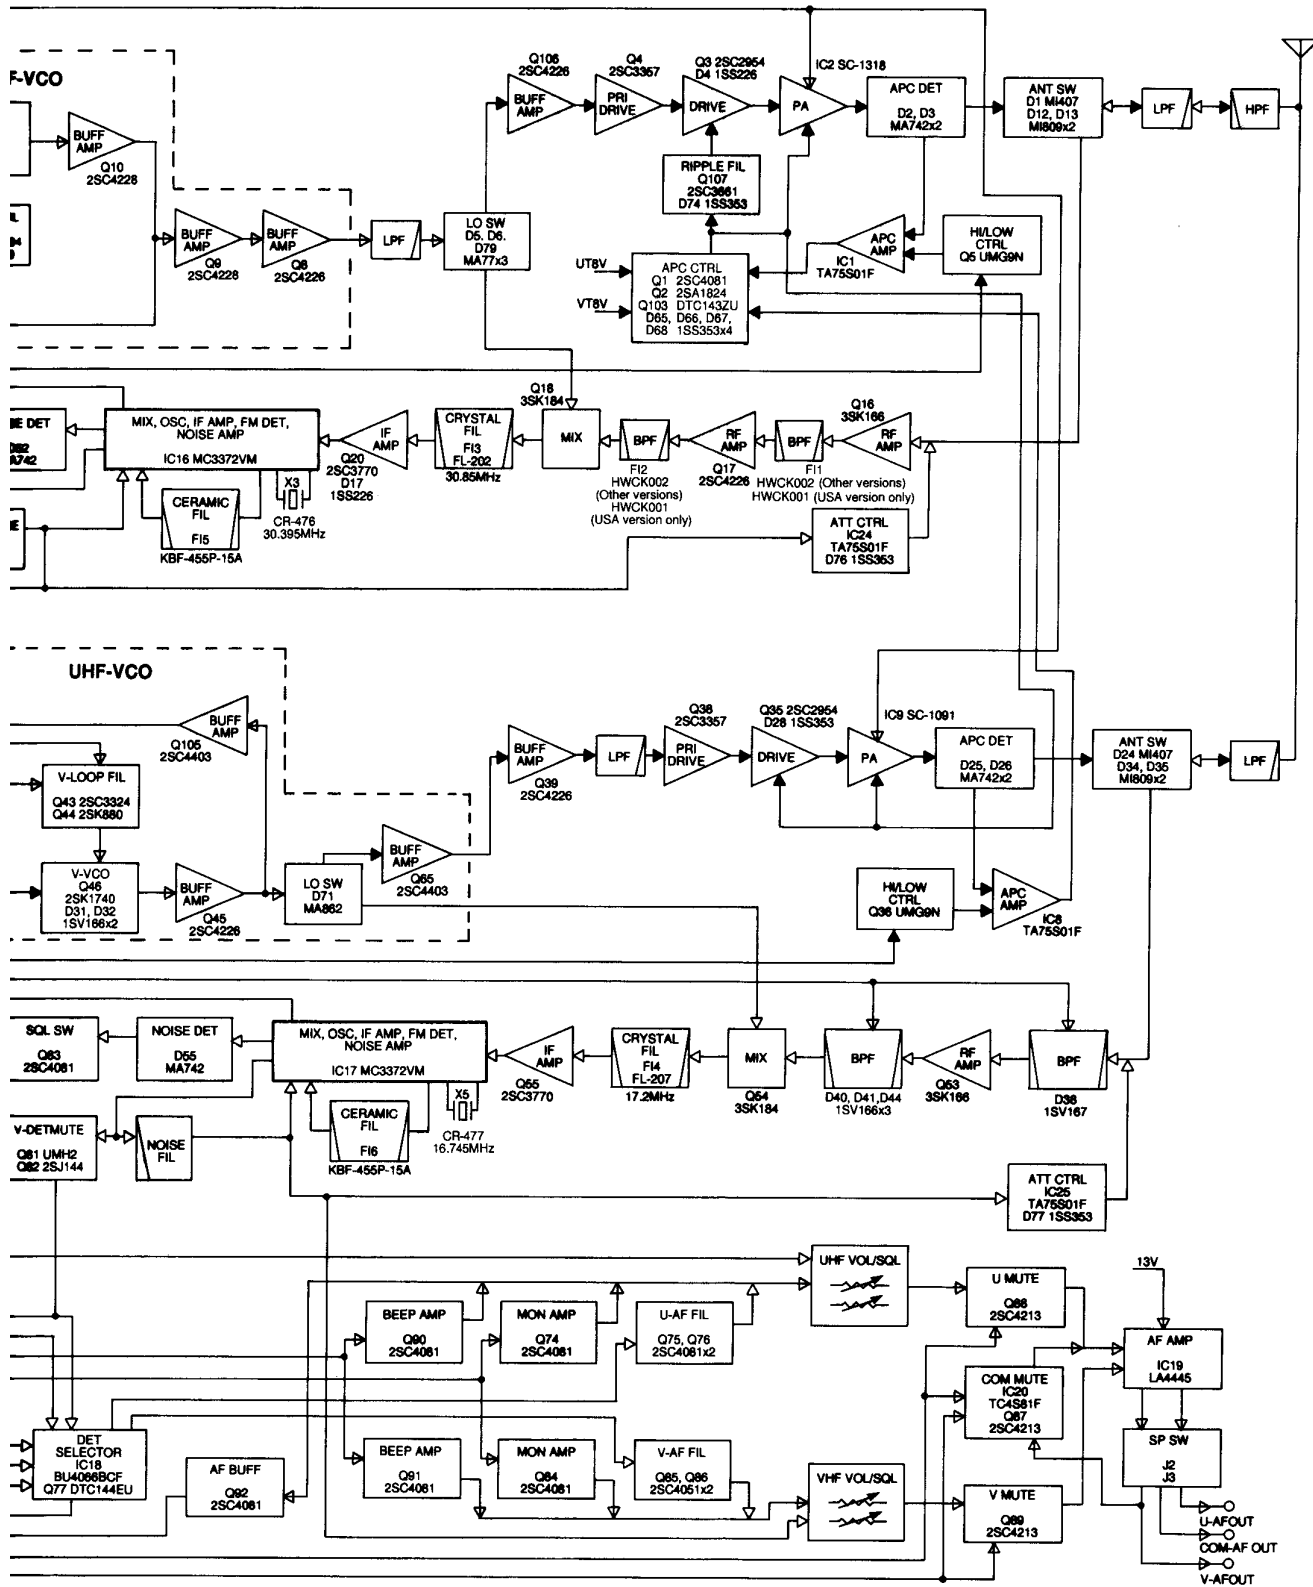 F-VCO
BUFF
AMP
Q10
2SC4228
BUFF
AMP
Q9
2SC4228
BUFF
AMP
Q8
2SC4226
LPF
LO SW
D5, D6,
D79
MA77x3
Q106
2SC4226
BUFF
AMP
Q4
2SC3357
PRI
DRIVE
Q3 2SC2954
D4 1SS226
DRIVE
IC2 SC-1318
PA
APC DET
D2, D3
MA742x2
ANT SW
D1 MI407
D12, D13
MI809x2
LPF
HPF
RIPPLE FIL
Q107
2SC3661
D74 1SS353
UT8V
VT8V
APC CTRL
Q1 2SC4081
Q2 2SA1824
Q103 DTC143ZU
D65, D66, D67,
D68 1SS353x4
APC
AMP
IC1
TA75S01F
HI/LOW
CTRL
Q5 UMG9N
MIX, OSC, IF AMP, FM DET,
NOISE AMP
IC16 MC3372VM
CERAMIC
FIL
FI5
KBF-455P-15A
X3
CR-476
30.395MHz
IF
AMP
Q20
2SC3770
D17
1SS226
CRYSTAL
FIL
FI3
FL-202
30.85MHz
Q18
3SK184
MIX
BPF
FI2
HWCK002
(Other versions)
HWCK001
(USA version only)
RF
AMP
Q17
2SC4226
BPF
FI1
HWCK002 (Other versions)
HWCK001 (USA version only)
Q16
3SK166
RF
AMP
ATT CTRL
IC24
TA75S01F
D76 1SS353
UHF-VCO
BUFF
AMP
Q105
2SC4403
V-LOOP FIL
Q43 2SC3324
Q44 2SK880
V-VCO
Q46
2SK1740
D31, D32
1SV166x2
BUFF
AMP
Q45
2SC4226
LO SW
D71
MA862
BUFF
AMP
Q65
2SC4403
BUFF
AMP
Q39
2SC4226
LPF
Q38
2SC3357
PRI
DRIVE
Q35 2SC2954
D28 1SS353
DRIVE
IC9 SC-1091
PA
APC DET
D25, D26
MA742x2
ANT SW
D24 MI407
D34, D35
MI809x2
LPF
HI/LOW
CTRL
Q36 UMG9N
APC
AMP
IC8
TA75S01F
SQL SW
Q83
2SC4081
NOISE DET
D55
MA742
MIX, OSC, IF AMP, FM DET,
NOISE AMP
IC17 MC3372VM
CERAMIC
FIL
FI6
KBF-455P-15A
X5
CR-477
16.745MHz
IF
AMP
Q55
2SC3770
CRYSTAL
FIL
FI4
FL-207
17.2MHz
MIX
Q54
3SK184
BPF
D40, D41, D44
1SV166x3
RF
AMP
Q53
3SK166
BPF
D38
1SV167
V-DETMUTE
Q81 UMH2
Q82 2SJ144
NOISE
FIL
ATT CTRL
IC25
TA75S01F
D77 1SS353
UHF VOL/SQL
U MUTE
Q88
2SC4213
13V
BEEP AMP
Q90
2SC4081
MON AMP
Q74
2SC4081
U-AF FIL
Q75, Q76
2SC4081x2
AF AMP
IC19
LA4445
COM MUTE
IC20
TC4S81F
Q87
2SC4213
DET
SELECTOR
IC18
BU4066BCF
Q77 DTC144EU
AF BUFF
Q92
2SC4081
BEEP AMP
Q91
2SC4081
MON AMP
Q84
2SC4081
V-AF FIL
Q85, Q86
2SC4051x2
VHF VOL/SQL
V MUTE
Q89
2SC4213
SP SW
J2
J3
U-AFOUT
COM-AF OUT
V-AFOUT